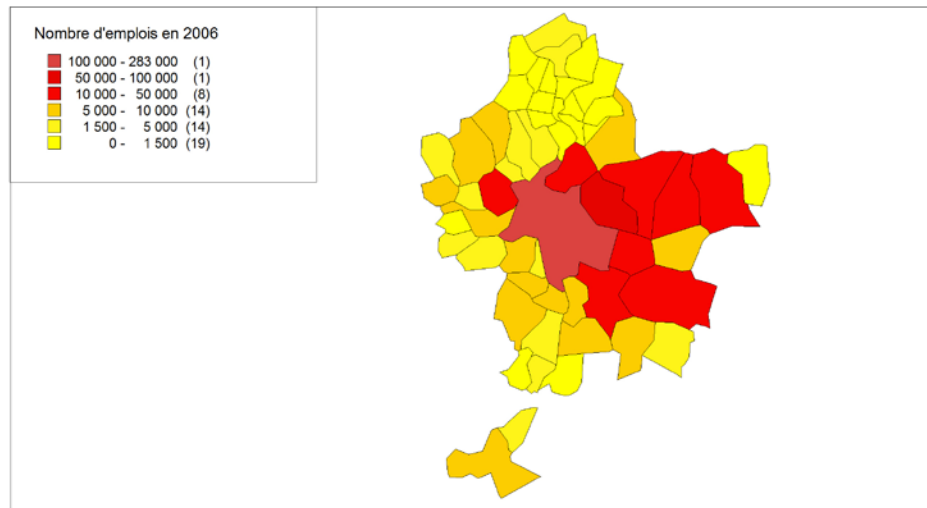 Nombre d'emplois en 2006
100 000 - 283 000 (1)
50 000 - 100 000 (1)
10 000 - 50 000 (8)
5 000 - 10 000 (14)
1 500 - 5 000 (14)
0 - 1 500 (19)